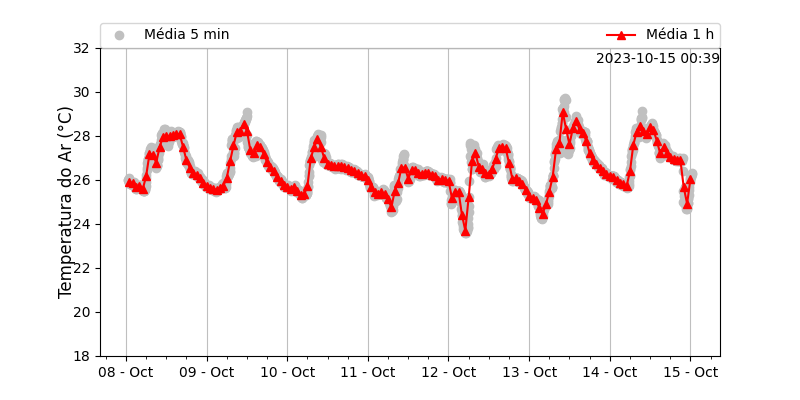 Média 5 min
Média 1 h
2023-10-15 00:39
Temperatura do Ar (°C)
32
30
28
26
24
22
20
18
08 - Oct
09 - Oct
10 - Oct
11 - Oct
12 - Oct
13 - Oct
14 - Oct
15 - Oct